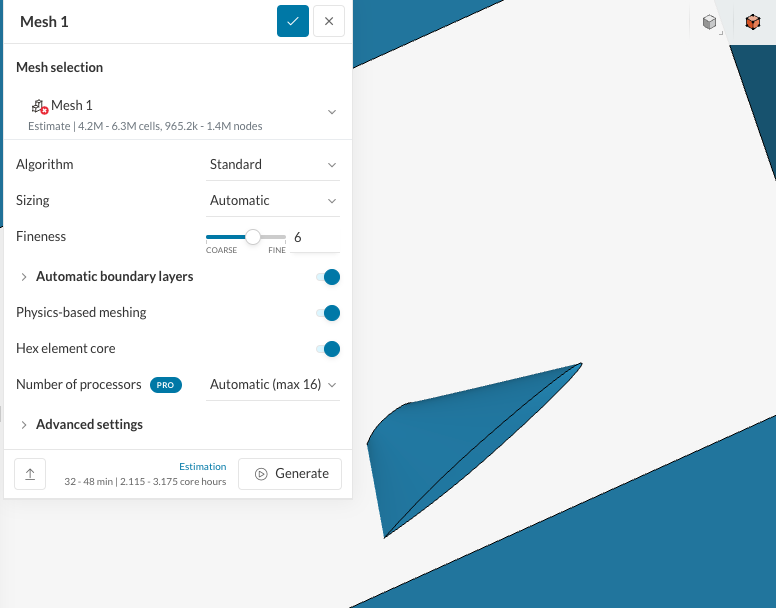 Mesh 1
Mesh selection
Mesh 1
Estimate | 4.2M - 6.3M cells, 965.2k - 1.4M nodes
Algorithm Standard
Sizing Automatic
Fineness 6
COARSE FINE
Automatic boundary layers
Physics-based meshing
Hex element core
Number of processors PRO Automatic (max 16)
Advanced settings
Estimation
32 - 48 min | 2.115 - 3.175 core hours
Generate